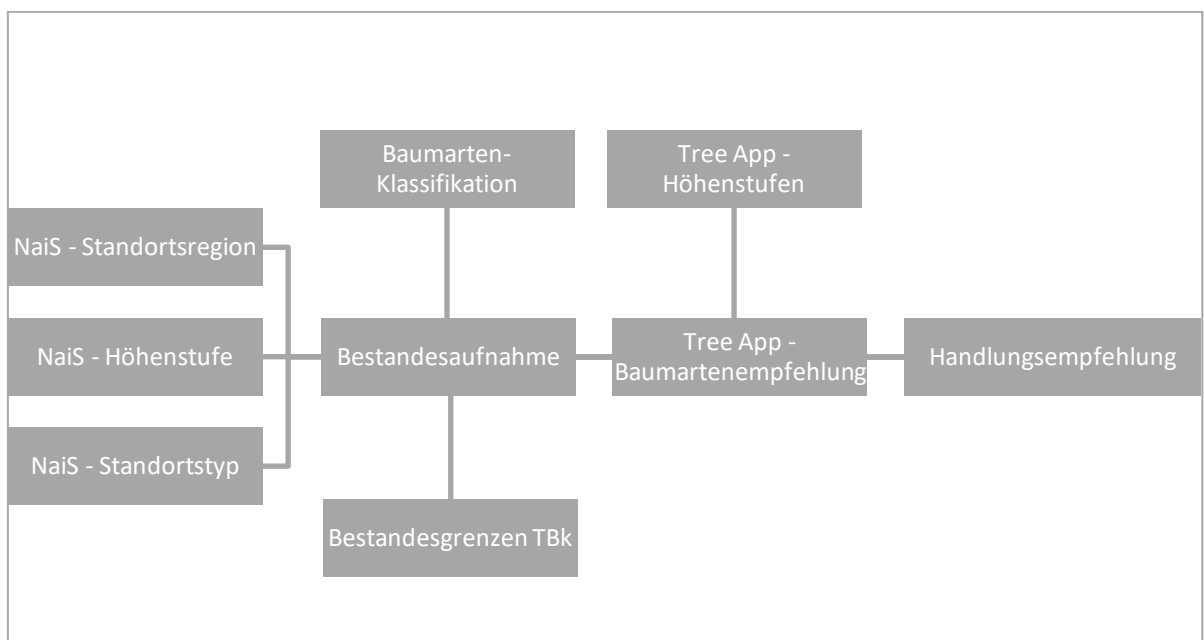 Baumarten-
Klassifikation
Tree App -
Höhenstufen
NaiS - Standortsregion
NaiS - Höhenstufe
Bestandesaufnahme
Tree App -
Baumartenempfehlung
Handlungsempfehlung
NaiS - Standortstyp
Bestandesgrenzen TBk